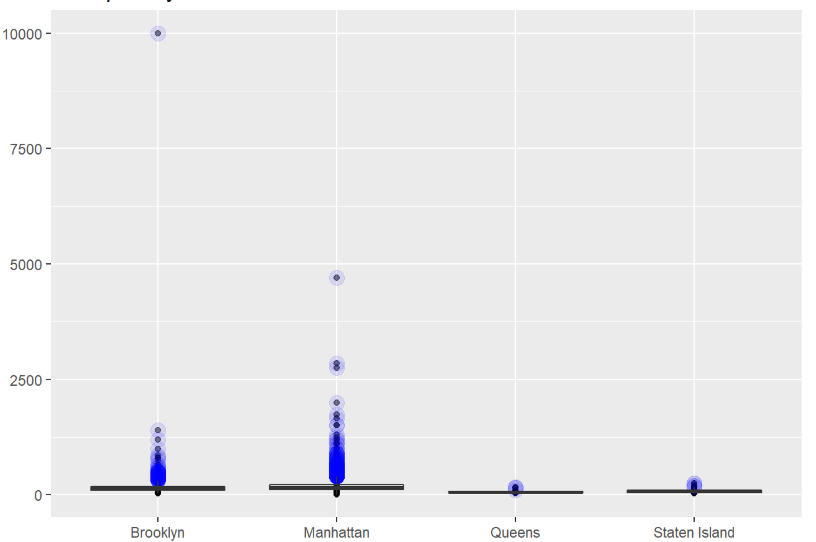 10000
7500
5000
2500
0
Brooklyn
Manhattan
Queens
Staten Island